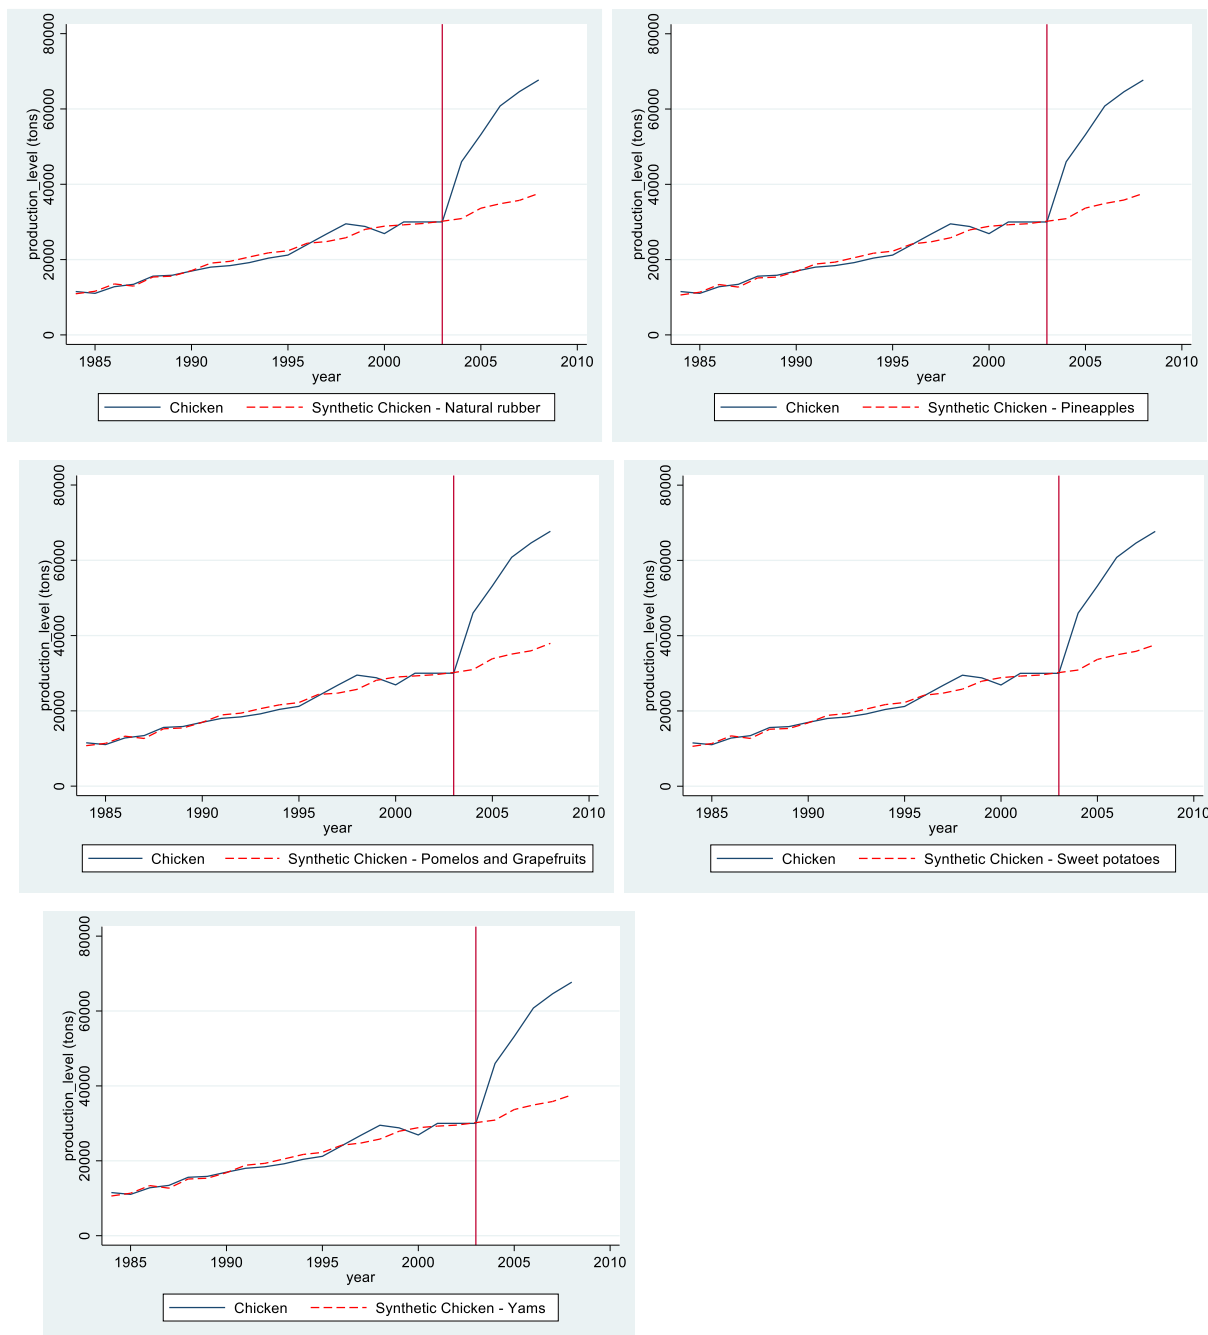 production_level (tons)
80000
60000
40000
20000
0
1985 1990 1995 2000 2005 2010
year
Chicken Synthetic Chicken - Natural rubber
production_level (tons)
80000
60000
40000
20000
0
1985 1990 1995 2000 2005 2010
year
Chicken Synthetic Chicken - Pineapples
production_level (tons)
80000
60000
40000
20000
0
1985 1990 1995 2000 2005 2010
year
Chicken Synthetic Chicken - Pomelos and Grapefruits
production_level (tons)
80000
60000
40000
20000
0
1985 1990 1995 2000 2005 2010
year
Chicken Synthetic Chicken - Sweet potatoes
production_level (tons)
80000
60000
40000
20000
0
1985 1990 1995 2000 2005 2010
year
Chicken Synthetic Chicken - Yams